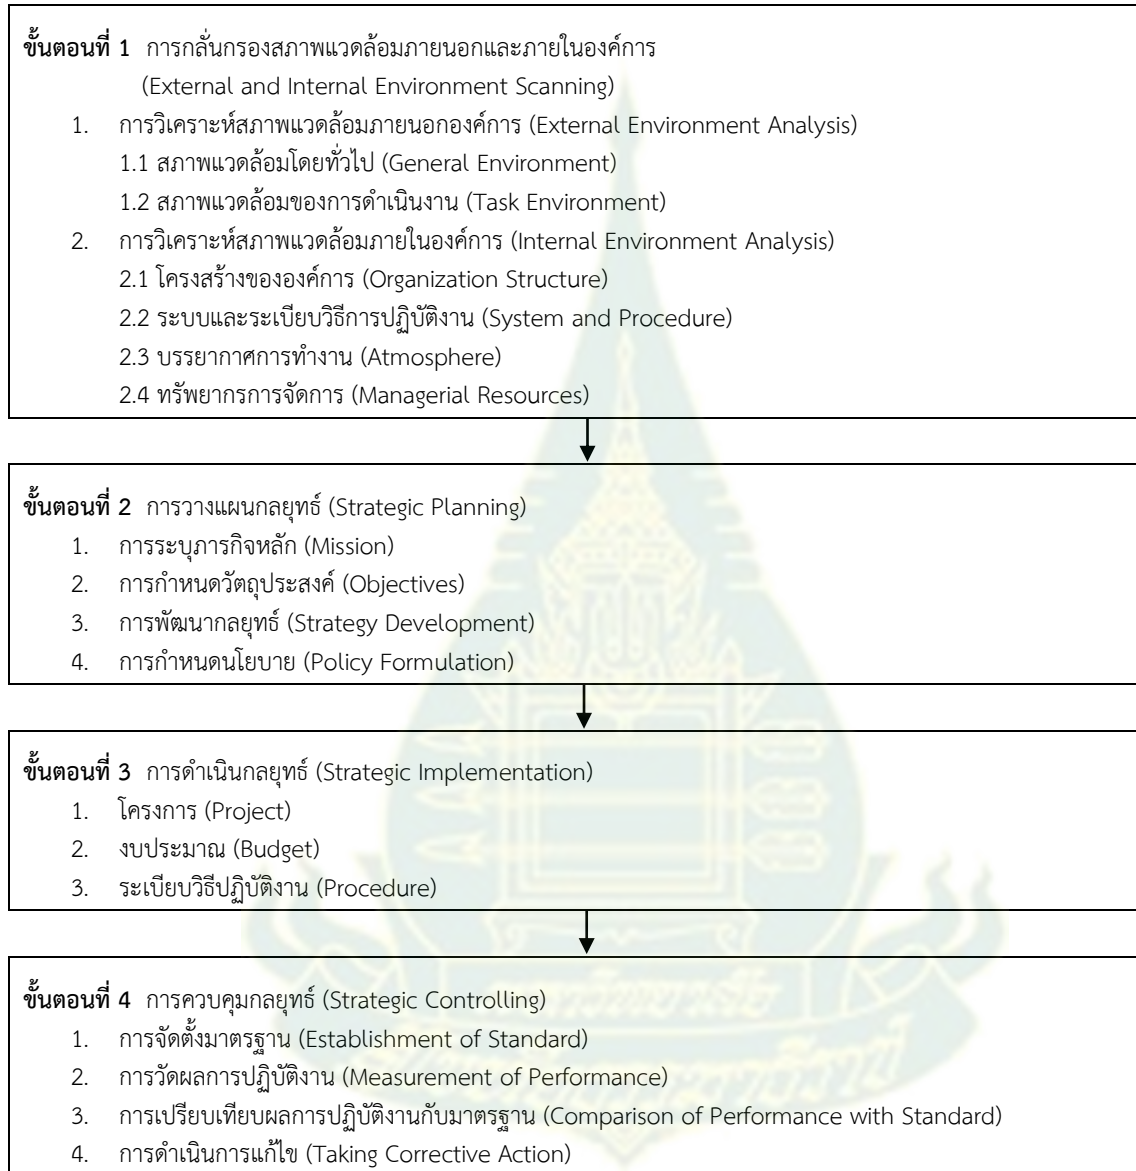 ขั้นตอนที่ 1 การกลั่นกรองสภาพแวดล้อมภายนอกและภายในองค์การ
(External and Internal Environment Scanning)
1. การวิเคราะห์สภาพแวดล้อมภายนอกองค์การ (External Environment Analysis)
1.1 สภาพแวดล้อมโดยทั่วไป (General Environment)
1.2 สภาพแวดล้อมของการดำเนินงาน (Task Environment)
2. การวิเคราะห์สภาพแวดล้อมภายในองค์การ (Internal Environment Analysis)
2.1 โครงสร้างขององค์การ (Organization Structure)
2.2 ระบบและระเบียบวิธีการปฏิบัติงาน (System and Procedure)
2.3 บรรยากาศการทำงาน (Atmosphere)
2.4 ทรัพยากรการจัดการ (Managerial Resources)
ขั้นตอนที่ 2 การวางแผนกลยุทธ์ (Strategic Planning)
1. การระบุภารกิจหลัก (Mission)
2. การกำหนดวัตถุประสงค์ (Objectives)
3. การพัฒนากลยุทธ์ (Strategy Development)
4. การกำหนดนโยบาย (Policy Formulation)
ขั้นตอนที่ 3 การดำเนินกลยุทธ์ (Strategic Implementation)
1. โครงการ (Project)
2. งบประมาณ (Budget)
3. ระเบียบวิธีปฏิบัติงาน (Procedure)
ขั้นตอนที่ 4 การควบคุมกลยุทธ์ (Strategic Controlling)
1. การจัดตั้งมาตรฐาน (Establishment of Standard)
2. การวัดผลการปฏิบัติงาน (Measurement of Performance)
3. การเปรียบเทียบผลการปฏิบัติงานกับมาตรฐาน (Comparison of Performance with Standard)
4. การดำเนินการแก้ไข (Taking Corrective Action)